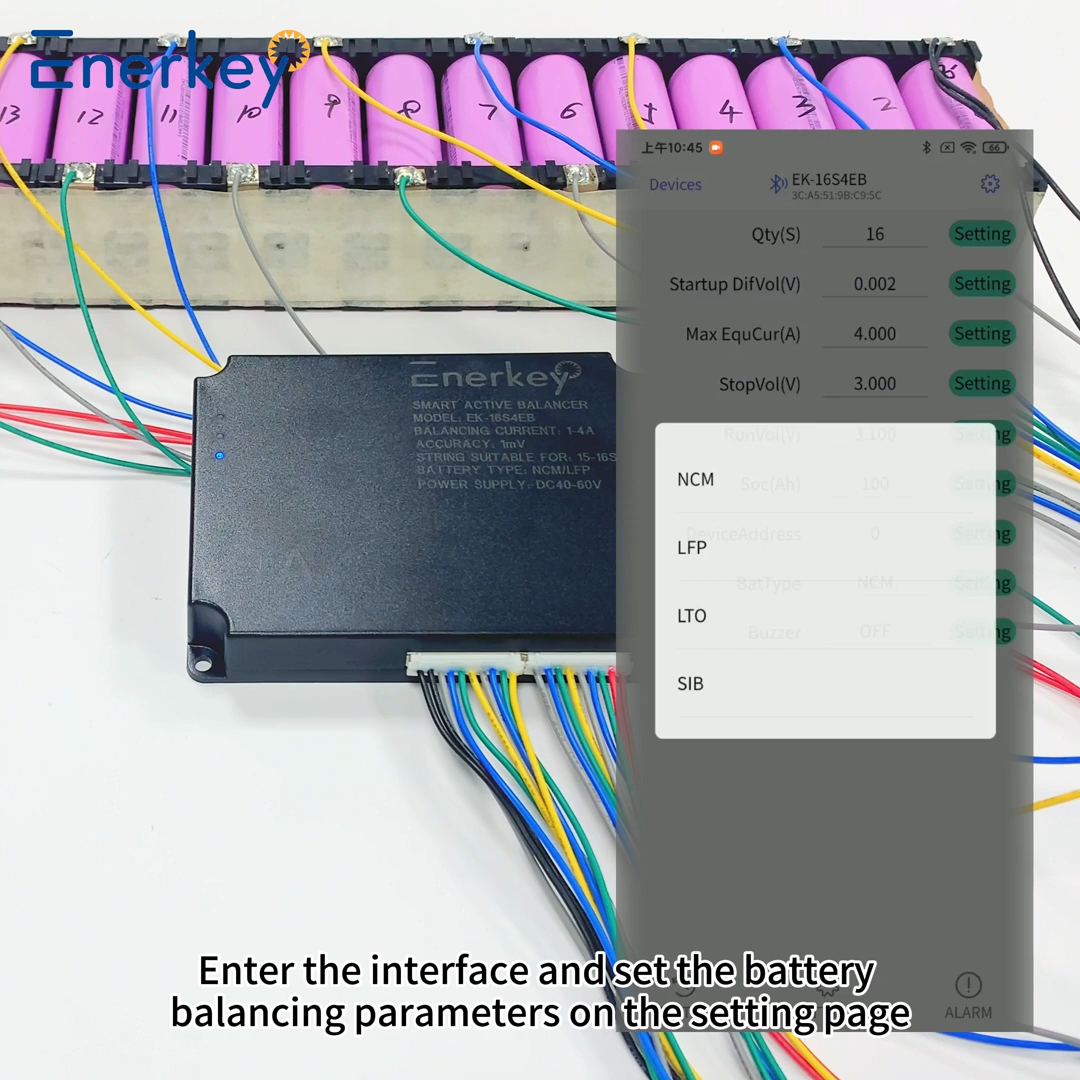 Enerkey
13 12 11 10 9 8 7 6 5 4 3 2
上午10:45
66
Devices
EK-16S4EB
3C:A5:51:9B:C9:5C
Qty(S) 16 Setting
Startup DifVol(V) 0.002 Setting
Max EquCur(A) 4.000 Setting
StopVol(V) 3.000 Setting
RunVol(V) 3.100 Setting
NCM
Soc(Ah) 100 Setting
DeviceAddress 0 Setting
LFP
BatType NCM Setting
LTO
Buzzer OFF Setting
SIB
ALARM
Enerkey
SMART ACTIVE BALANCER
MODEL: EK-16S4EB
BALANCING CURRENT: 1-4A
ACCURACY: 1mV
STRING SUITABLE FOR: 15-16S
BATTERY TYPE: NCM/LFP
POWER SUPPLY: DC40-60V
Enter the interface and set the battery
balancing parameters on the setting page